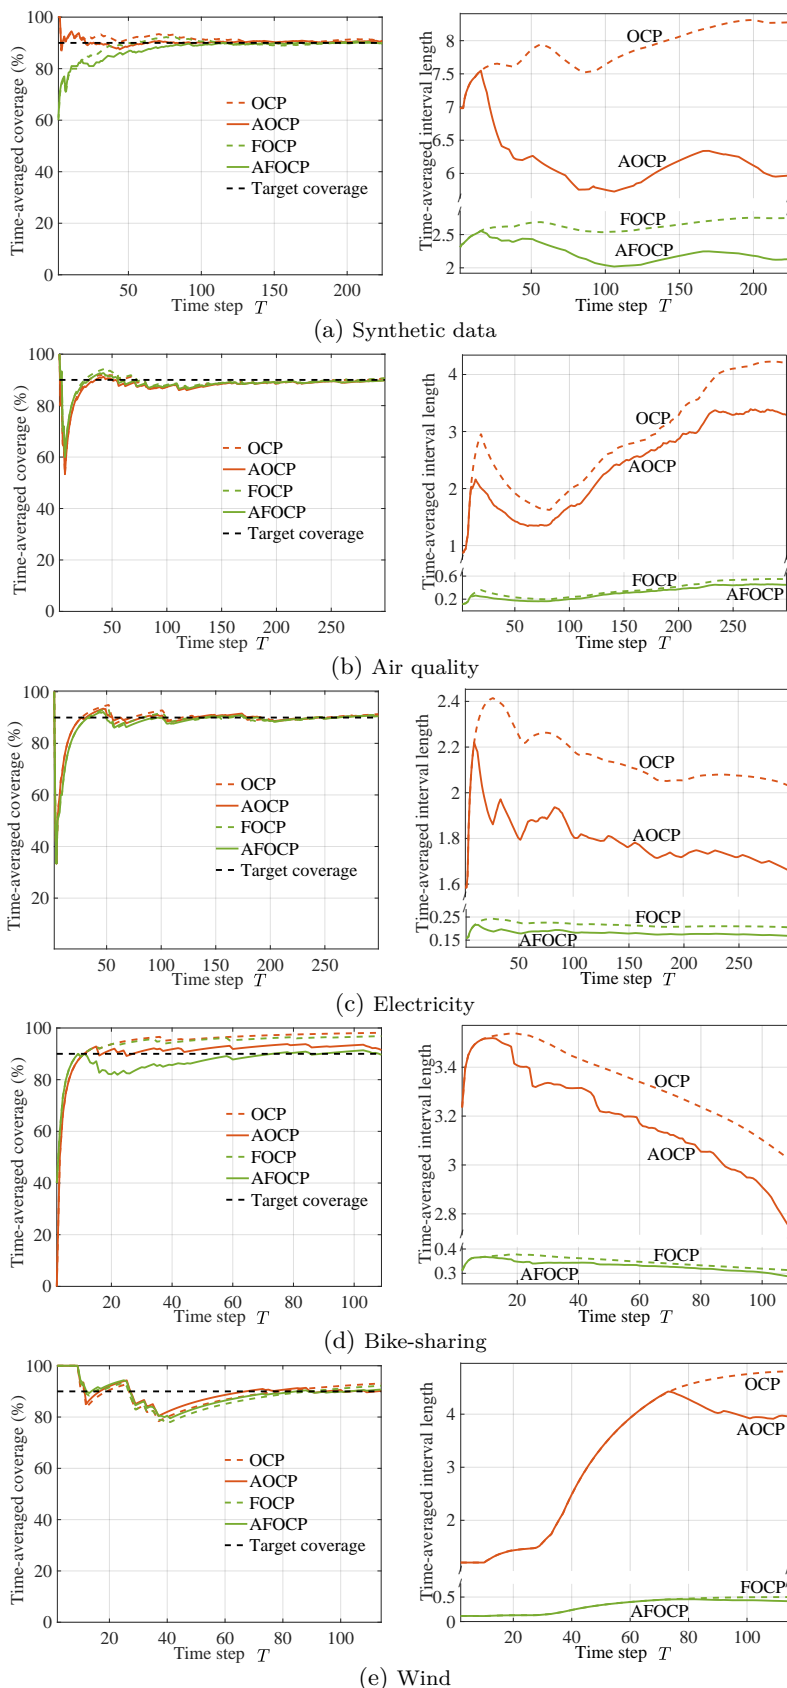 Time-averaged coverage (%)
100
80
60
40
20
0
OCP
AOCP
FOCP
AFOCP
Target coverage
50
100
150
200
Time step T
Time-averaged interval length
8
7.5
7
6.5
6
2.5
2
OCP
AOCP
FOCP
AFOCP
50
100
150
200
Time step T
(a) Synthetic data
Time-averaged coverage (%)
100
80
60
40
20
0
OCP
AOCP
FOCP
AFOCP
Target coverage
50
100
150
200
250
Time step T
Time-averaged interval length
4
3
2
1
0.6
0.2
OCP
AOCP
FOCP
AFOCP
50
100
150
200
250
Time step T
(b) Air quality
Time-averaged coverage (%)
100
80
60
40
20
OCP
AOCP
FOCP
AFOCP
Target coverage
50
100
150
200
250
Time step T
Time-averaged interval length
2.4
2.2
2
1.8
1.6
0.25
0.15
OCP
AOCP
FOCP
AFOCP
50
100
150
200
250
Time step T
(c) Electricity
Time-averaged coverage (%)
100
80
60
40
20
0
OCP
AOCP
FOCP
AFOCP
Target coverage
20
40
60
80
100
Time step T
Time-averaged interval length
3.4
3.2
3
2.8
0.4
0.3
OCP
AOCP
FOCP
AFOCP
20
40
60
80
100
Time step T
(d) Bike-sharing
Time-averaged coverage (%)
100
80
60
40
20
0
OCP
AOCP
FOCP
AFOCP
Target coverage
20
40
60
80
100
Time step T
Time-averaged interval length
4
2
0.5
0
OCP
AOCP
FOCP
AFOCP
20
40
60
80
100
Time step T
(e) Wind